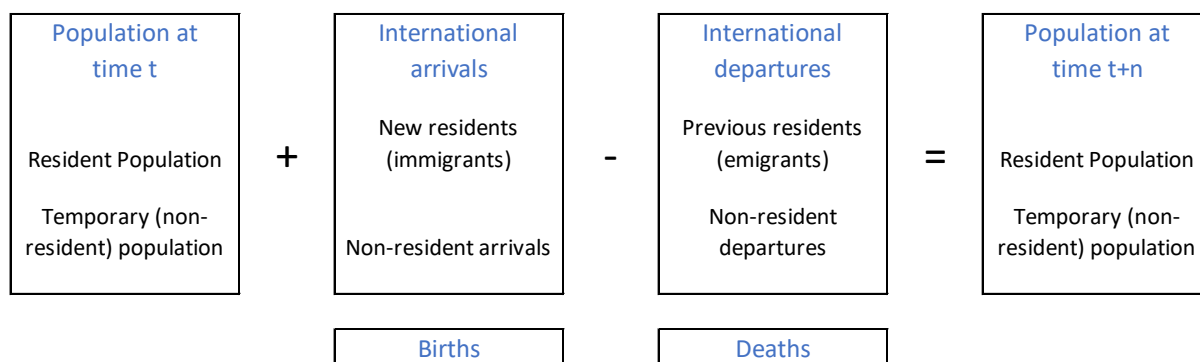 Population at
time t
Resident Population
Temporary (non-
resident) population
+
International
arrivals
New residents
(immigrants)
Non-resident arrivals
-
International
departures
Previous residents
(emigrants)
Non-resident
departures
=
Population at
time t+n
Resident Population
Temporary (non-
resident) population
Births
Deaths